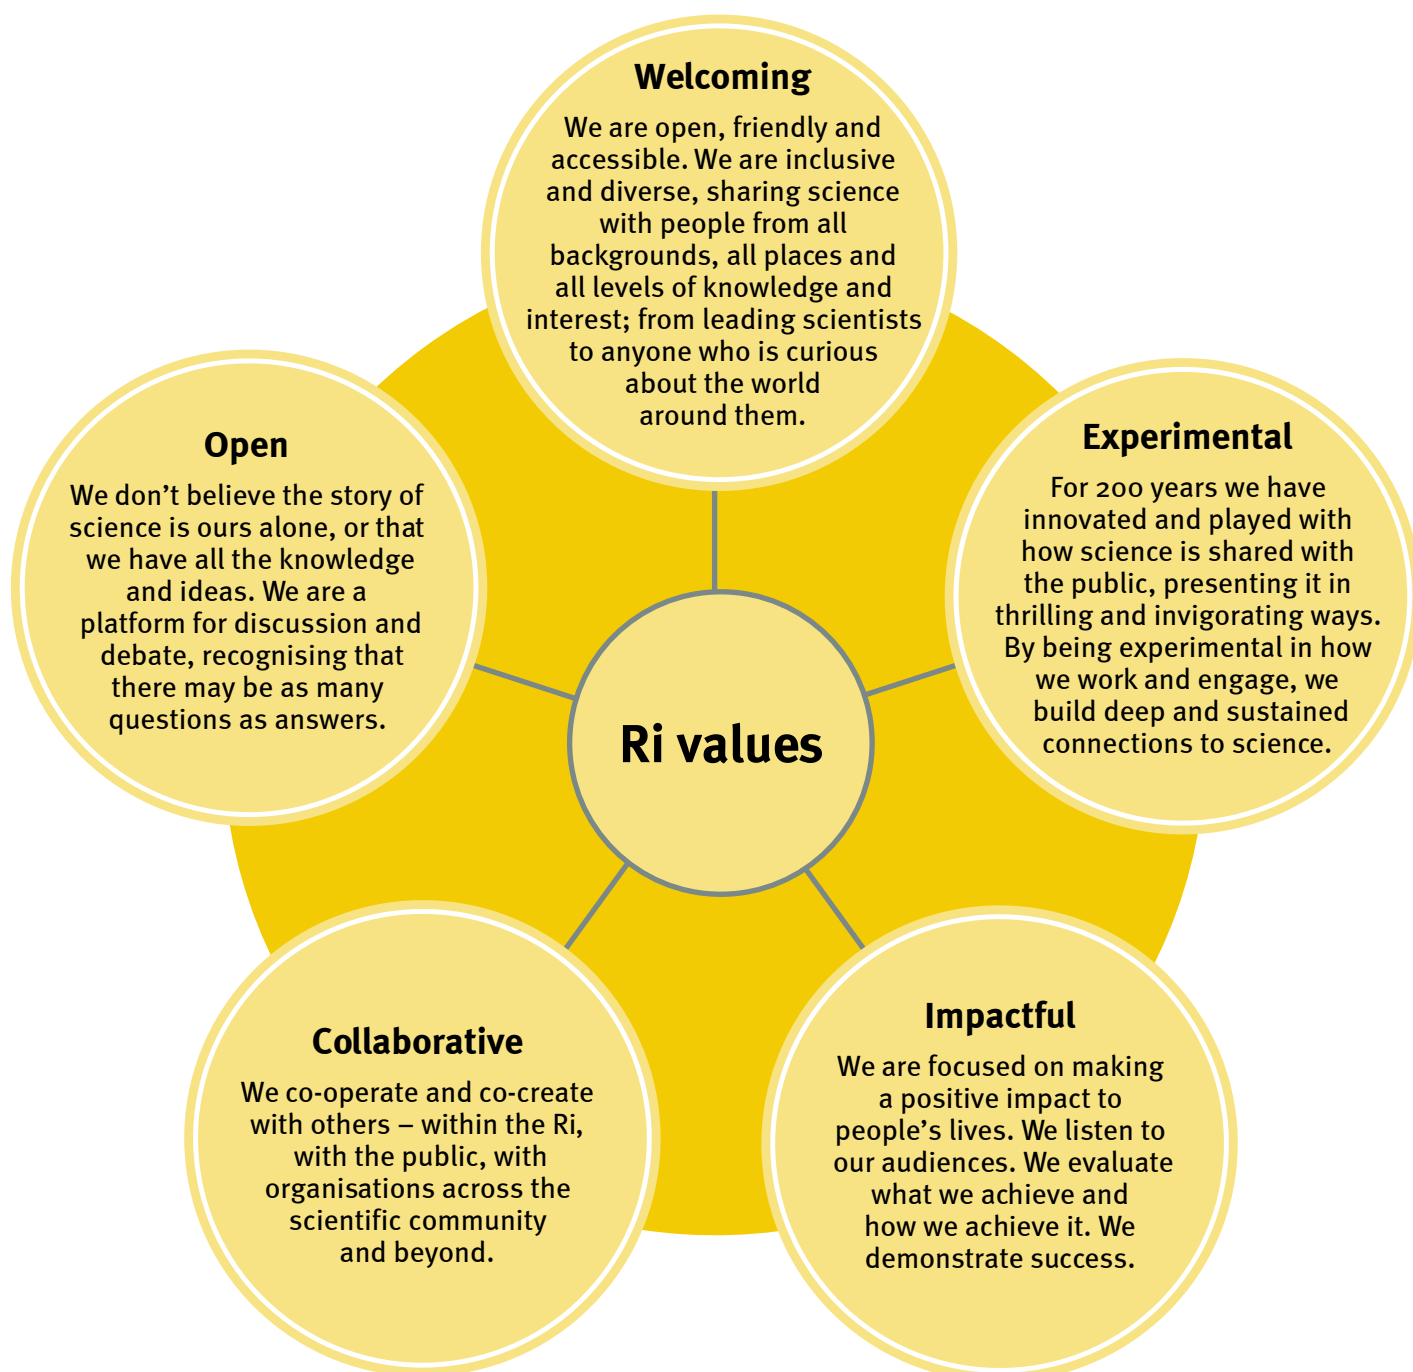 Welcoming
We are open, friendly and
accessible. We are inclusive
and diverse, sharing science
with people from all
backgrounds, all places and
all levels of knowledge and
interest; from leading scientists
to anyone who is curious
about the world
around them.
Experimental
For 200 years we have
innovated and played with
how science is shared with
the public, presenting it in
thrilling and invigorating ways.
By being experimental in how
we work and engage, we
build deep and sustained
connections to science.
Impactful
We are focused on making
a positive impact to
people’s lives. We listen to
our audiences. We evaluate
what we achieve and
how we achieve it. We
demonstrate success.
Collaborative
We co-operate and co-create
with others – within the Ri,
with the public, with
organisations across the
scientific community
and beyond.
Open
We don’t believe the story of
science is ours alone, or that
we have all the knowledge
and ideas. We are a
platform for discussion and
debate, recognising that
there may be as many
questions as answers.
Ri values